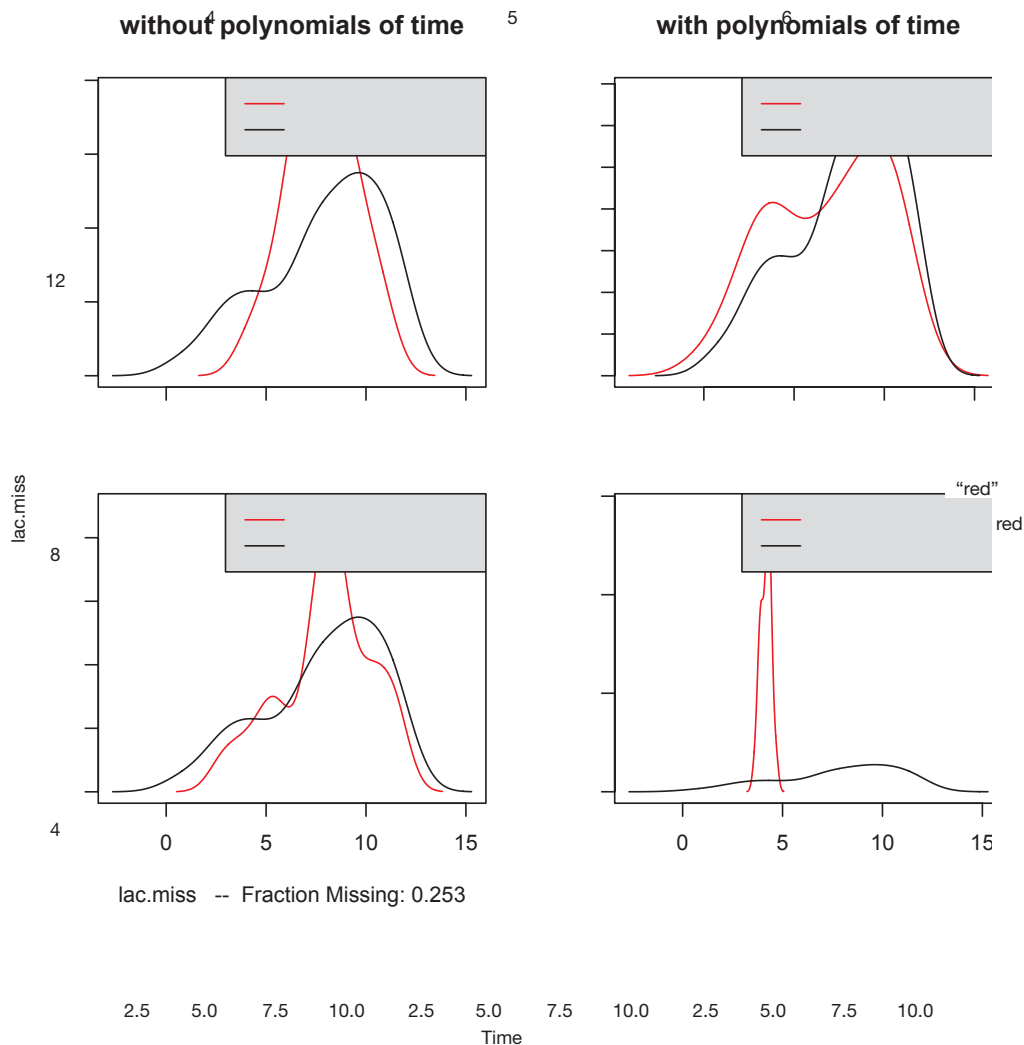 4 5 6
without polynomials of time with polynomials of time
12
lac.miss
“red”
red
8
4
0 5 10 15 0 5 10 15
lac.miss -- Fraction Missing: 0.253
2.5 5.0 7.5 10.0 2.5 5.0 7.5 10.0 2.5 5.0 7.5 10.0
Time